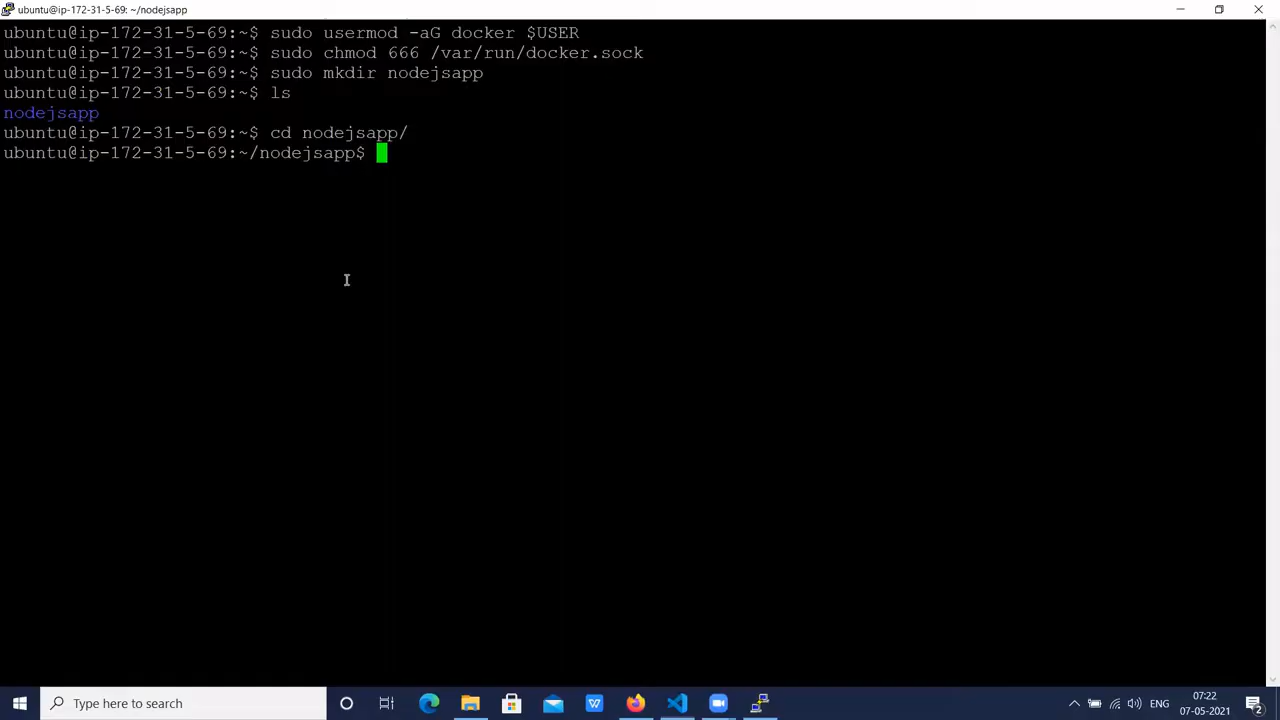 ubuntu@ip-172-31-5-69: ~/nodejsapp
ubuntu@ip-172-31-5-69:~$ sudo usermod -aG docker $USER
ubuntu@ip-172-31-5-69:~$ sudo chmod 666 /var/run/docker.sock
ubuntu@ip-172-31-5-69:~$ sudo mkdir nodejsapp
ubuntu@ip-172-31-5-69:~$ ls
nodejsapp
ubuntu@ip-172-31-5-69:~$ cd nodejsapp/
ubuntu@ip-172-31-5-69:~/nodejsapp$
Type here to search
W
ENG
07:22
07-05-2021
2